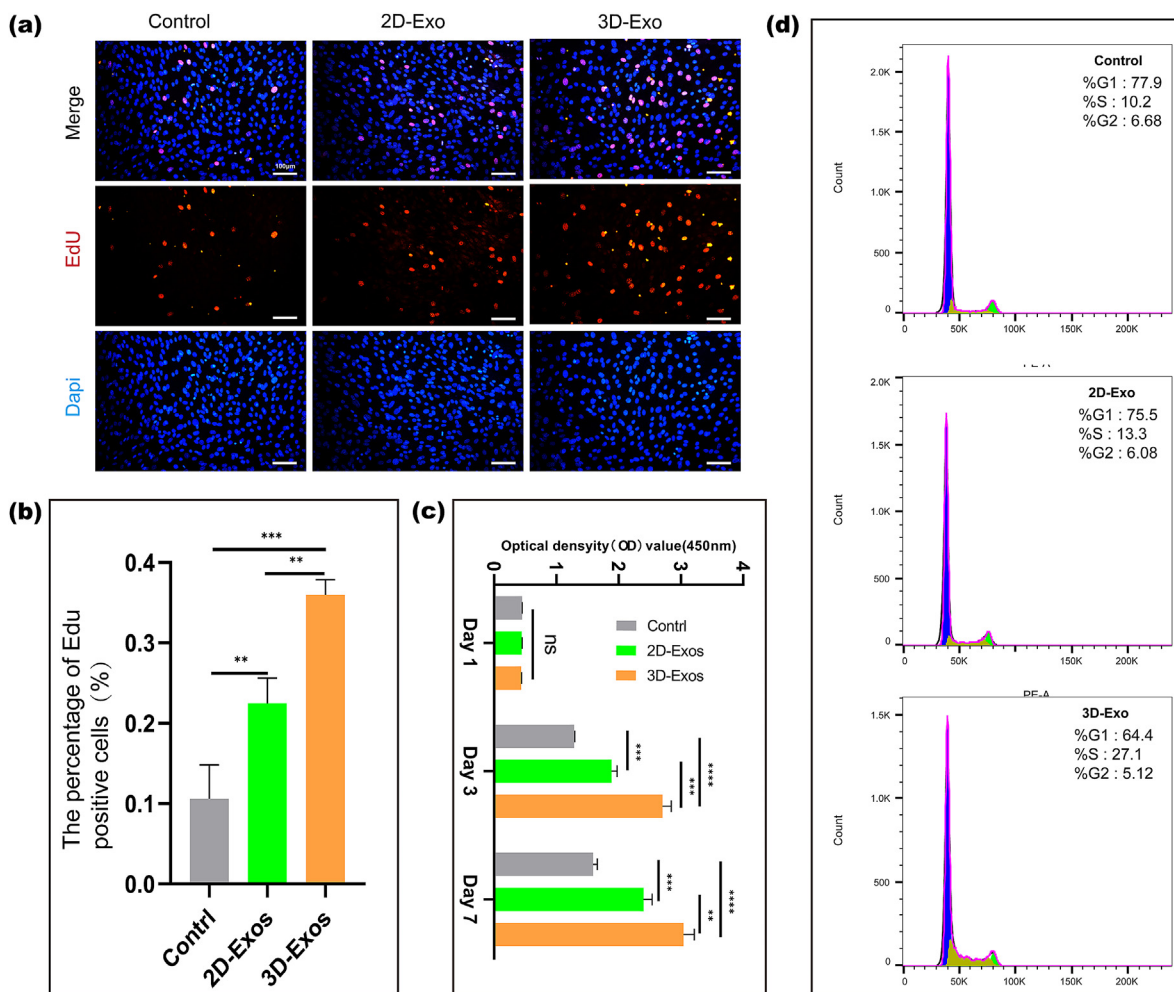 (a)
Control
2D-Exo
3D-Exo
Merge
100μm
EdU
Dapi
(b)
The percentage of Edu
positive cells (%)
0.4
0.3
0.2
0.1
0.0
***
**
**
Contrl
2D-Exos
3D-Exos
(c)
Optical densyity(OD) value(450nm)
0
1
2
3
4
Contrl
2D-Exos
3D-Exos
Day 1
ns
Day 3
***
***
****
Day 7
***
**
****
(d)
Control
%G1 : 77.9
%S : 10.2
%G2 : 6.68
Count
2.0K
1.5K
1.0K
500
0
0
50K
100K
150K
200K
2D-Exo
%G1 : 75.5
%S : 13.3
%G2 : 6.08
Count
2.0K
1.5K
1.0K
500
0
0
50K
100K
150K
200K
3D-Exo
%G1 : 64.4
%S : 27.1
%G2 : 5.12
Count
1.5K
1.0K
500
0
0
50K
100K
150K
200K